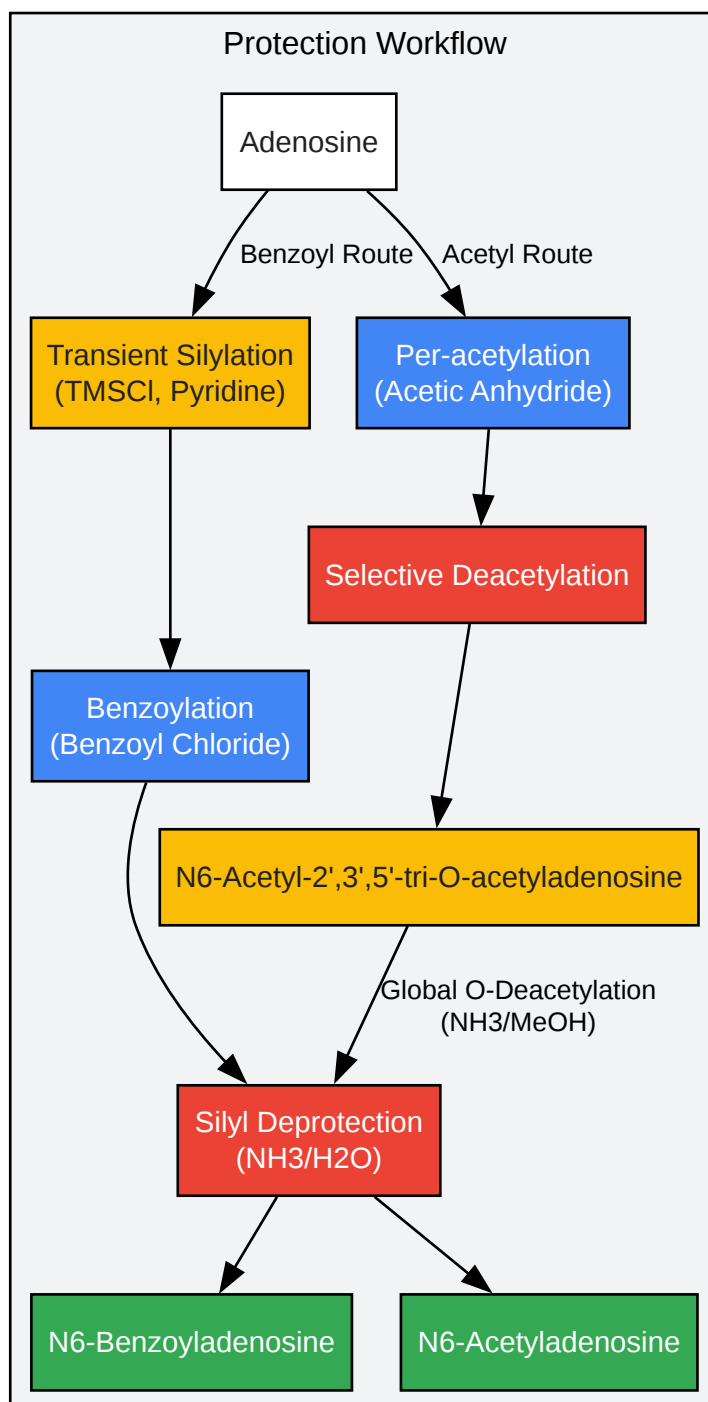 Protection Workflow
Adenosine
Benzoyl Route
Acetyl Route
Transient Silylation
(TMSCl, Pyridine)
Per-acetylation
(Acetic Anhydride)
Selective Deacetylation
Benzoylation
(Benzoyl Chloride)
N6-Acetyl-2',3',5'-tri-O-acetyladenosine
Global O-Deacetylation
(NH3/MeOH)
Silyl Deprotection
(NH3/H2O)
N6-Benzoyladenosine
N6-Acetyladenosine